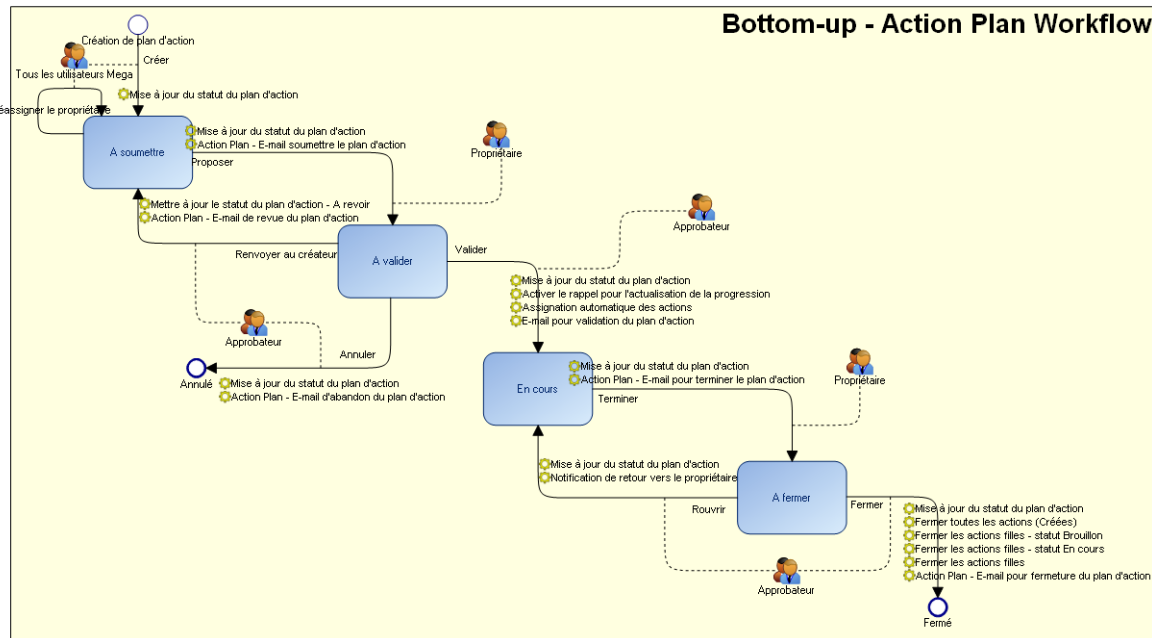 Bottom-up - Action Plan Workflow
Création de plan d'action
Créer
Tous les utilisateurs Mega
Mise à jour du statut du plan d'action
éassigner le propriétaire
A soumettre
Mise à jour du statut du plan d'action
Action Plan - E-mail soumettre le plan d'action
Proposer
Propriétaire
Mettre à jour le statut du plan d'action - A revoir
Action Plan - E-mail de revue du plan d'action
Renvoyer au créateur
A valider
Valider
Approbateur
Mise à jour du statut du plan d'action
Activer le rappel pour l'actualisation de la progression
Assignation automatique des actions
E-mail pour validation du plan d'action
Approbateur
Annuler
Annulé
Mise à jour du statut du plan d'action
Action Plan - E-mail d'abandon du plan d'action
En cours
Mise à jour du statut du plan d'action
Action Plan - E-mail pour terminer le plan d'action
Terminer
Propriétaire
Mise à jour du statut du plan d'action
Notification de retour vers le propriétaire
Rouvrir
A fermer
Fermer
Mise à jour du statut du plan d'action
Fermer toutes les actions (Créées)
Fermer les actions filles - statut Brouillon
Fermer les actions filles - statut En cours
Fermer les actions filles
Action Plan - E-mail pour fermeture du plan d'action
Approbateur
Fermé